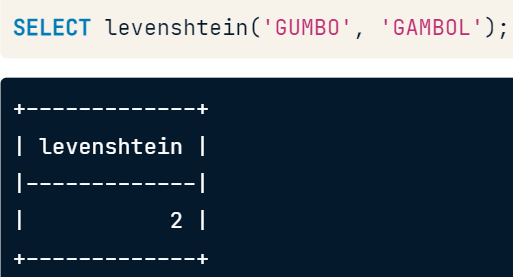 SELECT levenshtein('GUMBO', 'GAMBOL');
+-------------+
| levenshtein |
|-------------|
|           2 |
+-------------+